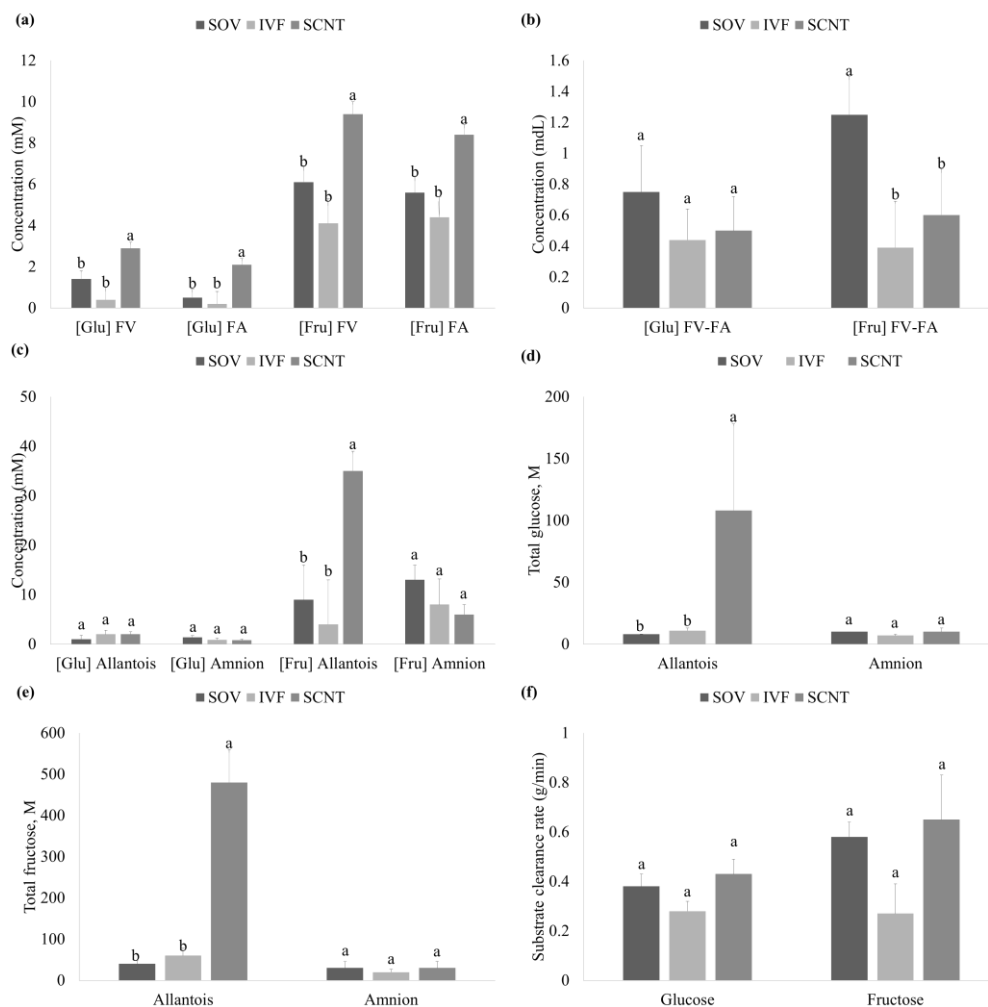 (a)
SOV IVF SCNT
Concentration (mM)
12
10
8
6
4
2
0
b b a
b b a
b b a
b b a
[Glu] FV [Glu] FA [Fru] FV [Fru] FA
(b)
SOV IVF SCNT
Concentration (mdL)
1.6
1.4
1.2
1
0.8
0.6
0.4
0.2
0
a a a
a b b
[Glu] FV-FA [Fru] FV-FA
(c)
SOV IVF SCNT
Concentration (mM)
50
40
30
20
10
0
a a a
a a a
b b a
a a a
[Glu] Allantois [Glu] Amnion [Fru] Allantois [Fru] Amnion
(d)
SOV IVF SCNT
Total glucose, M
200
150
100
50
0
b b a
a a a
Allantois Amnion
(e)
SOV IVF SCNT
Total fructose, M
600
500
400
300
200
100
0
b b a
a a a
Allantois Amnion
(f)
SOV IVF SCNT
Substrate clearance rate (g/min)
1
0.8
0.6
0.4
0.2
0
a a a
a a a
Glucose Fructose